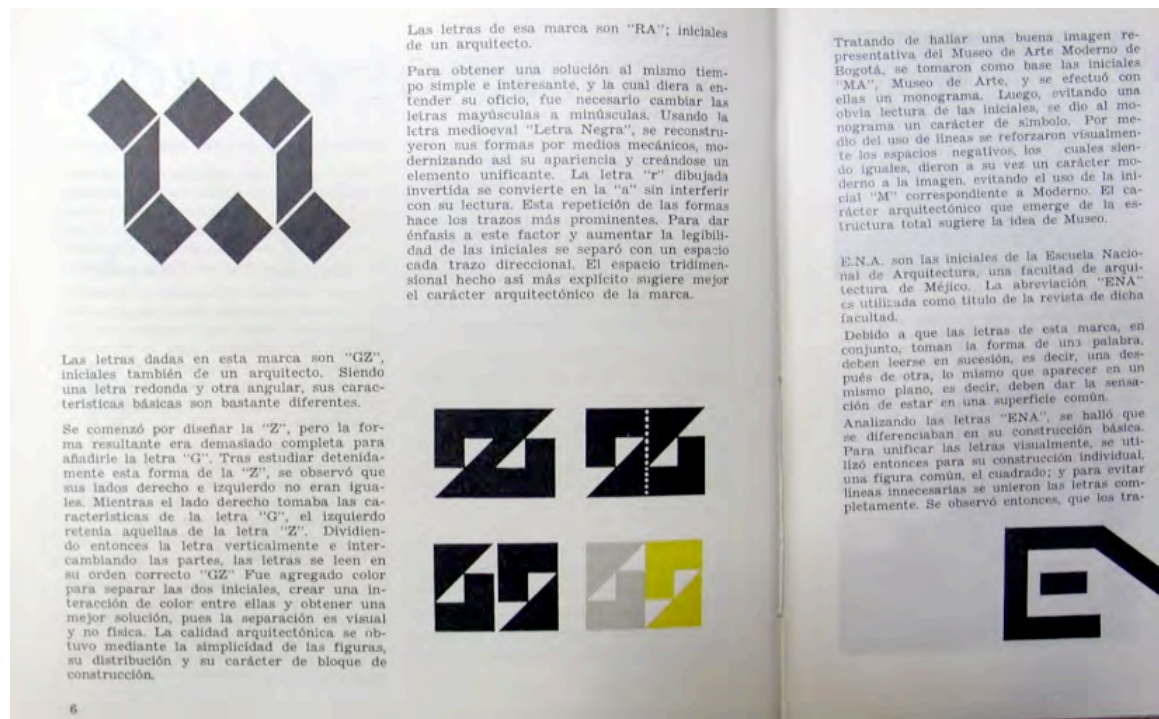 Las letras de esa marca son "RA"; iniciales
de un arquitecto.
Para obtener una solución al mismo tiem-
po simple e interesante, y la cual diera a en-
tender su oficio, fue necesario cambiar las
letras mayúsculas a minúsculas. Usando la
letra medioeval "Letra Negra", se reconstru-
yeron sus formas por medios mecánicos, mo-
dernizando así su apariencia y creándose un
elemento unificante. La letra "r" dibujada
invertida se convierte en la "a" sin interferir
con su lectura. Esta repetición de las formas
hace los trazos más prominentes. Para dar
énfasis a este factor y aumentar la legibili-
dad de las iniciales se separó con un espacio
cada trazo direccional. El espacio tridimen-
sional hecho así más explícito sugiere mejor
el carácter arquitectónico de la marca.
Las letras dadas en esta marca son "GZ",
iniciales también de un arquitecto. Siendo
una letra redonda y otra angular, sus carac-
terísticas básicas son bastante diferentes.
Se comenzó por diseñar la "Z", pero la for-
ma resultante era demasiado completa para
añadirle la letra "G". Tras estudiar detenida-
mente esta forma de la "Z", se observó que
sus lados derecho e izquierdo no eran igua-
les. Mientras el lado derecho tomaba las ca-
racterísticas de la letra "G", el izquierdo
retenía aquellas de la letra "Z". Dividien-
do entonces la letra verticalmente e inter-
cambiando las partes, las letras se leen en
su orden correcto "GZ" Fue agregado color
para separar las dos iniciales, crear una in-
teracción de color entre ellas y obtener una
mejor solución, pues la separación es visual
y no física. La calidad arquitectónica se ob-
tuvo mediante la simplicidad de las figuras,
su distribución y su carácter de bloque de
construcción.
6
Tratando de hallar una buena imagen re-
presentativa del Museo de Arte Moderno de
Bogotá, se tomaron como base las iniciales
"MA", Museo de Arte, y se efectuó con
ellas un monograma. Luego, evitando una
obvia lectura de las iniciales, se dio al mo-
nograma un carácter de símbolo. Por me-
dio del uso de líneas se reforzaron visualmen-
te los espacios negativos, los cuales sien-
do iguales, dieron a su vez un carácter mo-
derno a la imagen, evitando el uso de la ini-
cial "M" correspondiente a Moderno. El ca-
rácter arquitectónico que emerge de la es-
tructura total sugiere la idea de Museo.
E.N.A. son las iniciales de la Escuela Nacio-
nal de Arquitectura, una facultad de arqui-
tectura de Méjico. La abreviación "ENA"
es utilizada como título de la revista de dicha
facultad.
Debido a que las letras de esta marca, en
conjunto, toman la forma de una palabra,
deben leerse en sucesión, es decir, una des-
pués de otra, lo mismo que aparecer en un
mismo plano, es decir, deben dar la sensa-
ción de estar en una superficie común.
Analizando las letras "ENA", se halló que
se diferenciaban en su construcción básica.
Para unificar las letras visualmente, se uti-
lizó entonces para su construcción individual,
una figura común, el cuadrado; y para evitar
líneas innecesarias se unieron las letras com-
pletamente. Se observó entonces, que los tra-